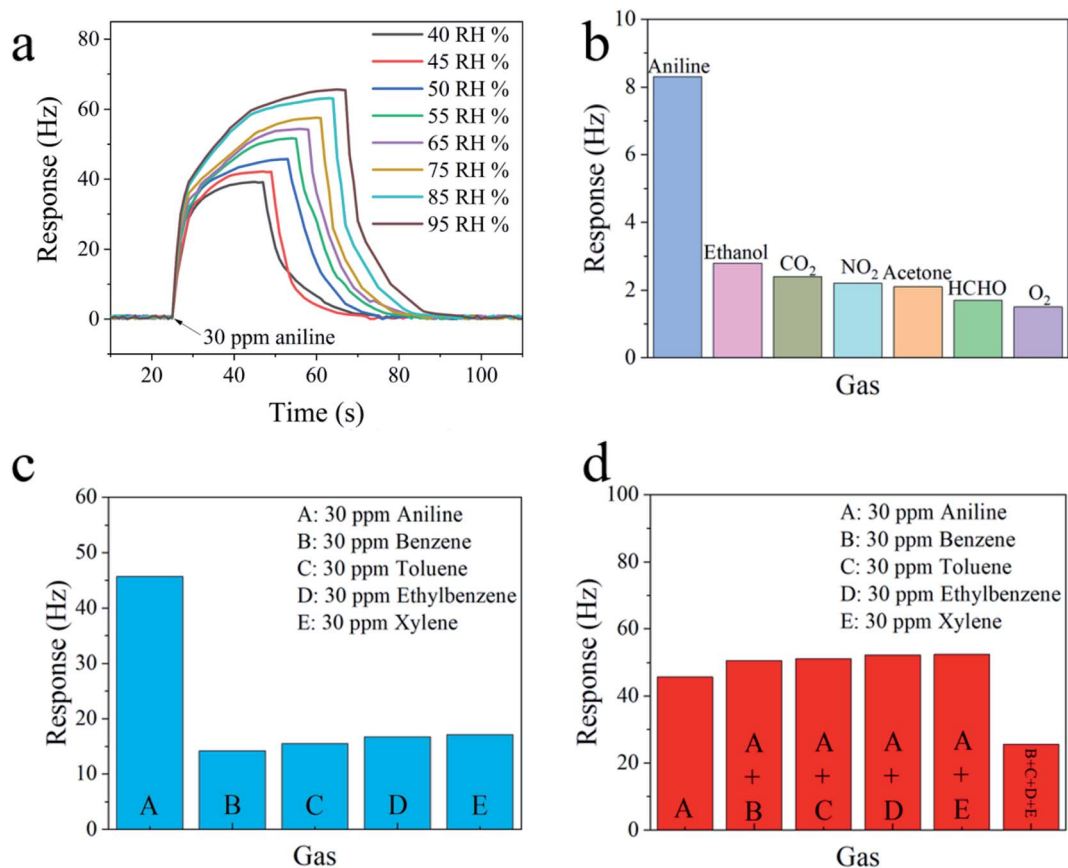 a
80
60
40
20
0
Response (Hz)
20 40 60 80 100
Time (s)
40 RH %
45 RH %
50 RH %
55 RH %
65 RH %
75 RH %
85 RH %
95 RH %
30 ppm aniline
b
10
8
6
4
2
0
Response (Hz)
Aniline
Ethanol
CO₂
NO₂
Acetone
HCHO
O₂
Gas
c
60
50
40
30
20
10
0
Response (Hz)
A: 30 ppm Aniline
B: 30 ppm Benzene
C: 30 ppm Toluene
D: 30 ppm Ethylbenzene
E: 30 ppm Xylene
A B C D E
Gas
d
100
80
60
40
20
0
Response (Hz)
A: 30 ppm Aniline
B: 30 ppm Benzene
C: 30 ppm Toluene
D: 30 ppm Ethylbenzene
E: 30 ppm Xylene
A
A + B
A + C
A + D
A + E
B+C+D+E
Gas